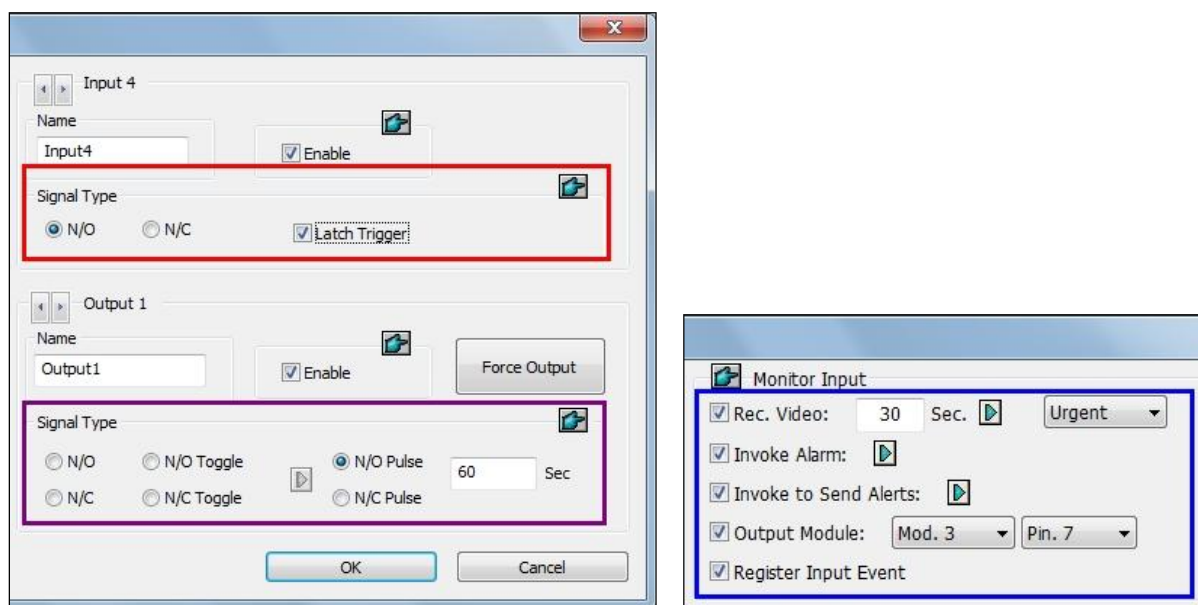 Input 4
Name
Input4
Enable
Signal Type
N/O N/C Latch Trigger
Output 1
Name
Output1
Enable
Force Output
Signal Type
N/O N/O Toggle N/O Pulse 60 Sec
N/C N/C Toggle N/C Pulse
OK Cancel
Monitor Input
Rec. Video: 30 Sec. Urgent
Invoke Alarm:
Invoke to Send Alerts:
Output Module: Mod. 3 Pin. 7
Register Input Event